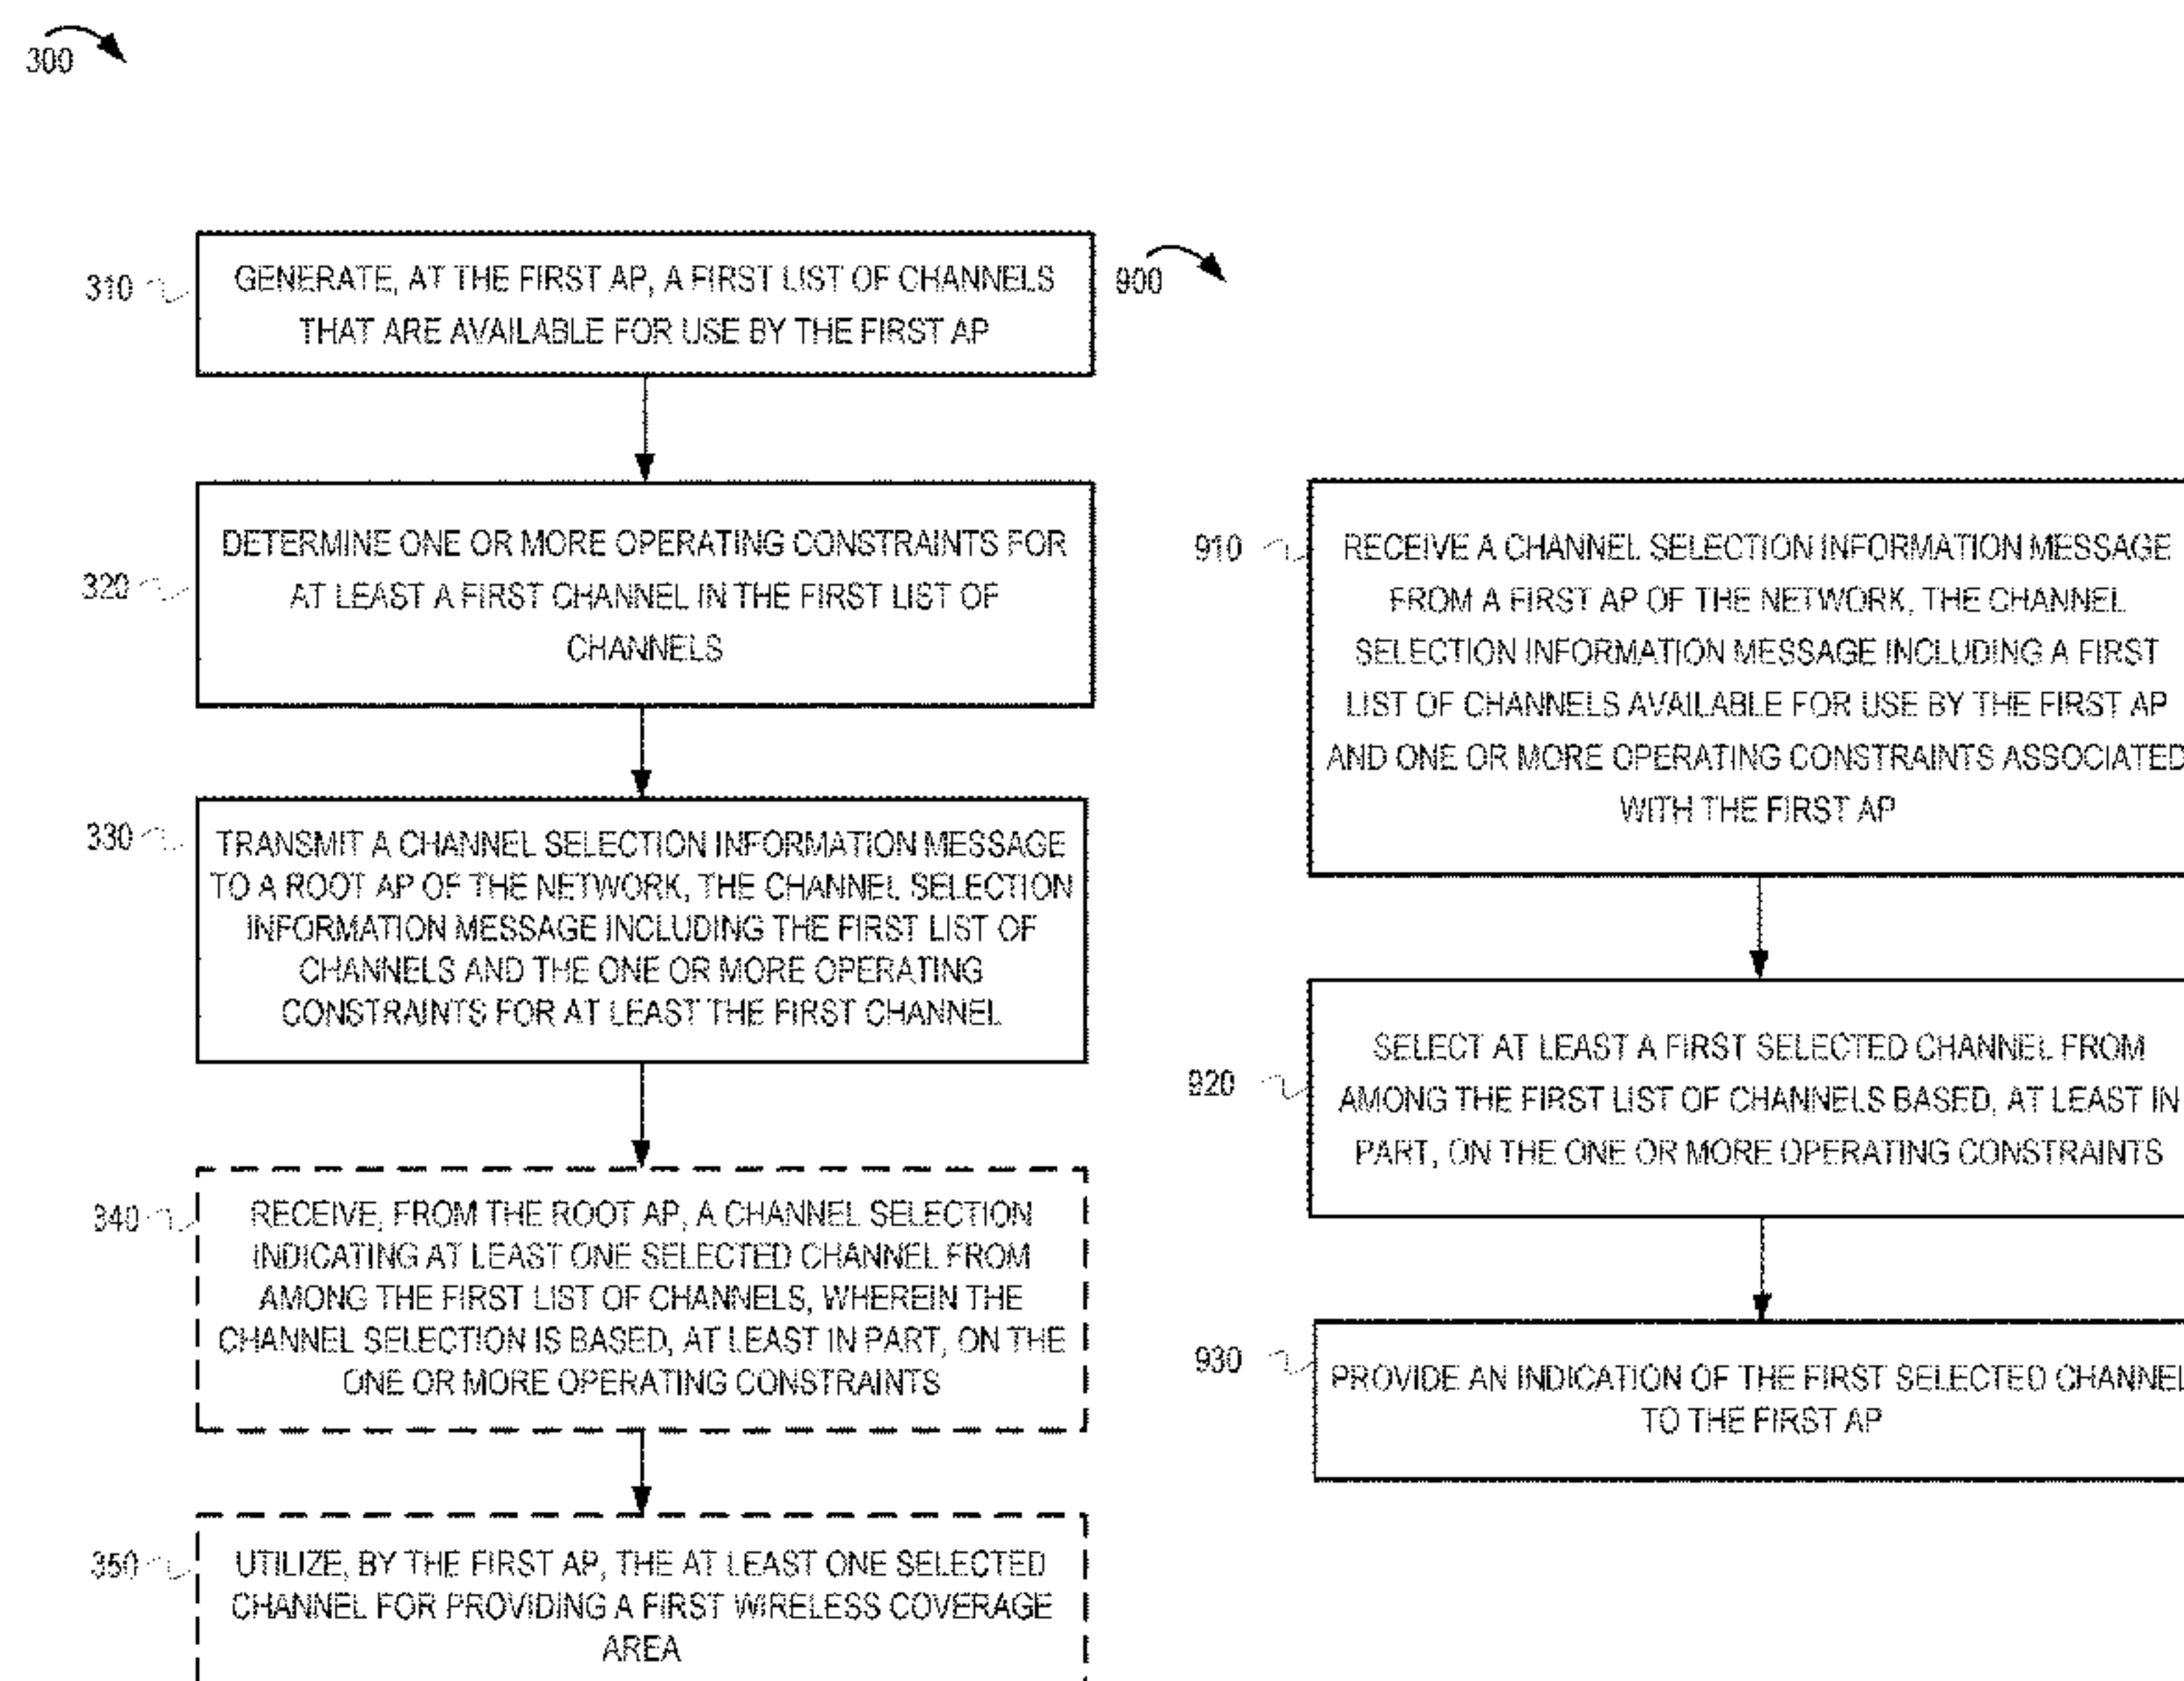 300
310
GENERATE, AT THE FIRST AP, A FIRST LIST OF CHANNELS
THAT ARE AVAILABLE FOR USE BY THE FIRST AP
320
DETERMINE ONE OR MORE OPERATING CONSTRAINTS FOR
AT LEAST A FIRST CHANNEL IN THE FIRST LIST OF
CHANNELS
330
TRANSMIT A CHANNEL SELECTION INFORMATION MESSAGE
TO A ROOT AP OF THE NETWORK, THE CHANNEL SELECTION
INFORMATION MESSAGE INCLUDING THE FIRST LIST OF
CHANNELS AND THE ONE OR MORE OPERATING
CONSTRAINTS FOR AT LEAST THE FIRST CHANNEL
340
RECEIVE, FROM THE ROOT AP, A CHANNEL SELECTION
INDICATING AT LEAST ONE SELECTED CHANNEL FROM
AMONG THE FIRST LIST OF CHANNELS, WHEREIN THE
CHANNEL SELECTION IS BASED, AT LEAST IN PART, ON THE
ONE OR MORE OPERATING CONSTRAINTS
350
UTILIZE, BY THE FIRST AP, THE AT LEAST ONE SELECTED
CHANNEL FOR PROVIDING A FIRST WIRELESS COVERAGE
AREA
900
910
RECEIVE A CHANNEL SELECTION INFORMATION MESSAGE
FROM A FIRST AP OF THE NETWORK, THE CHANNEL
SELECTION INFORMATION MESSAGE INCLUDING A FIRST
LIST OF CHANNELS AVAILABLE FOR USE BY THE FIRST AP
AND ONE OR MORE OPERATING CONSTRAINTS ASSOCIATED
WITH THE FIRST AP
920
SELECT AT LEAST A FIRST SELECTED CHANNEL FROM
AMONG THE FIRST LIST OF CHANNELS BASED, AT LEAST IN
PART, ON THE ONE OR MORE OPERATING CONSTRAINTS
930
PROVIDE AN INDICATION OF THE FIRST SELECTED CHANNEL
TO THE FIRST AP